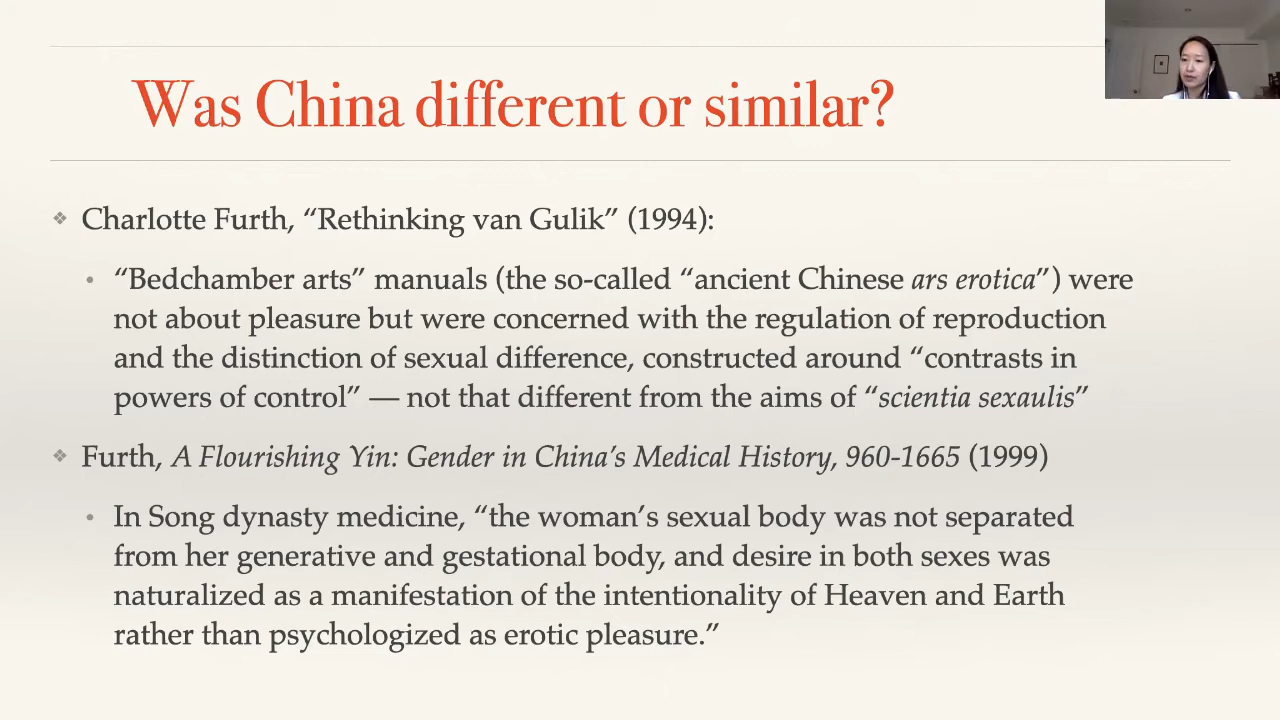 Was China different or similar?
❖ Charlotte Furth, “Rethinking van Gulik” (1994):
• “Bedchamber arts” manuals (the so-called “ancient Chinese ars erotica”) were
not about pleasure but were concerned with the regulation of reproduction
and the distinction of sexual difference, constructed around “contrasts in
powers of control” — not that different from the aims of “scientia sexaulis”
❖ Furth, A Flourishing Yin: Gender in China’s Medical History, 960-1665 (1999)
• In Song dynasty medicine, “the woman’s sexual body was not separated
from her generative and gestational body, and desire in both sexes was
naturalized as a manifestation of the intentionality of Heaven and Earth
rather than psychologized as erotic pleasure.”